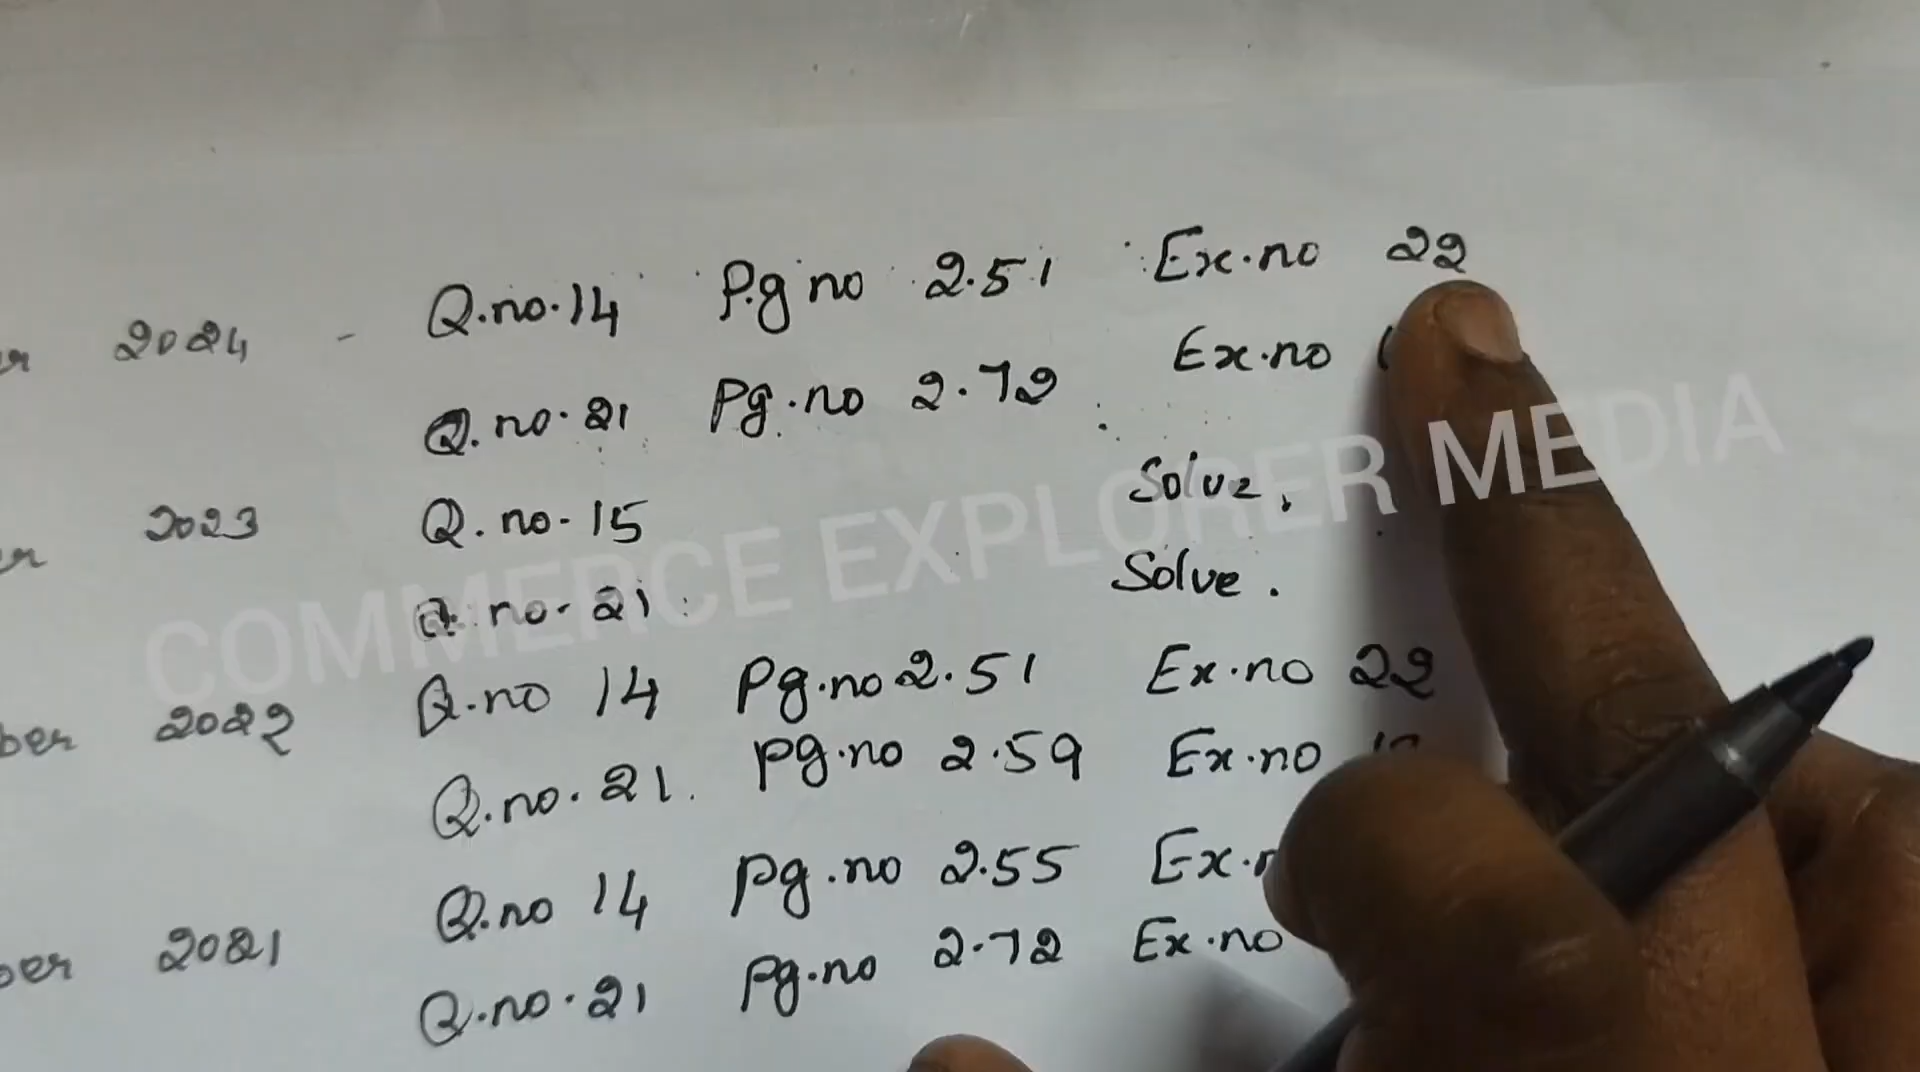 2024 - Q.no.14 Pg no 2.51 Ex.no 22
Q.no.21 Pg.no 2.72 Ex.no
2023 Q.no-15 Solve.
Q.no-21 Solve.
2022 Q.no 14 Pg.no 2.51 Ex.no 22
Q.no.21. pg.no 2.59 Ex.no
Q.no 14 pg.no 2.55
2021 Q.no.21 pg.no 2.72 Ex.no
COMMERCE EXPLORER MEDIA